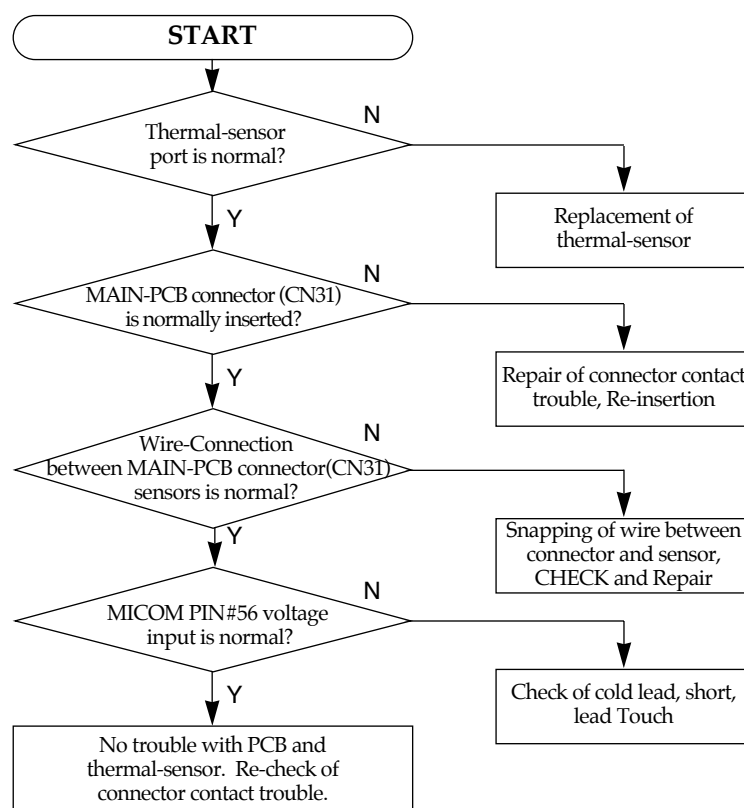 START
N
Thermal-sensor
port is normal?
Y
Replacement of
thermal-sensor
N
MAIN-PCB connector (CN31)
is normally inserted?
Y
Repair of connector contact
trouble, Re-insertion
N
Wire-Connection
between MAIN-PCB connector(CN31)
sensors is normal?
Y
Snapping of wire between
connector and sensor,
CHECK and Repair
N
MICOM PIN#56 voltage
input is normal?
Y
Check of cold lead, short,
lead Touch
No trouble with PCB and
thermal-sensor.  Re-check of
connector contact trouble.